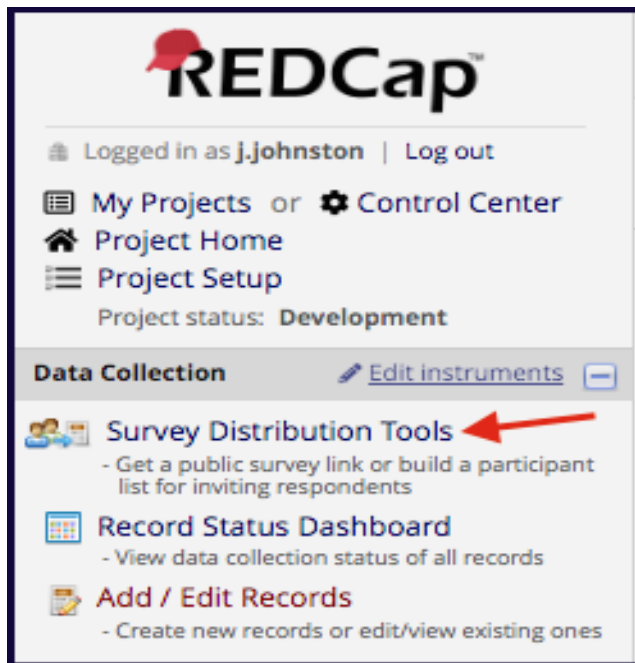 REDCap™
Logged in as j.johnston | Log out
My Projects or Control Center
Project Home
Project Setup
Project status: Development
Data Collection Edit instruments
Survey Distribution Tools
- Get a public survey link or build a participant
list for inviting respondents
Record Status Dashboard
- View data collection status of all records
Add / Edit Records
- Create new records or edit/view existing ones